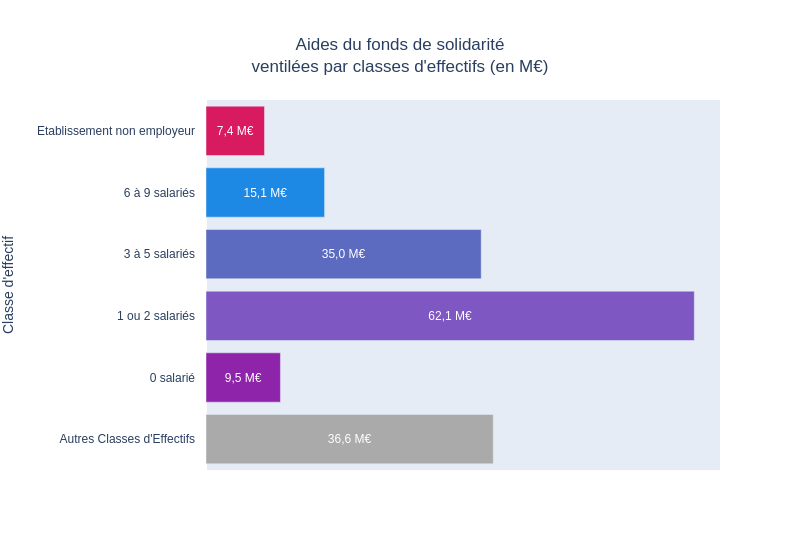 Aides du fonds de solidarité
ventilées par classes d'effectifs (en M€)
Classe d'effectif
Etablissement non employeur
7,4 M€
6 à 9 salariés
15,1 M€
3 à 5 salariés
35,0 M€
1 ou 2 salariés
62,1 M€
0 salarié
9,5 M€
Autres Classes d'Effectifs
36,6 M€